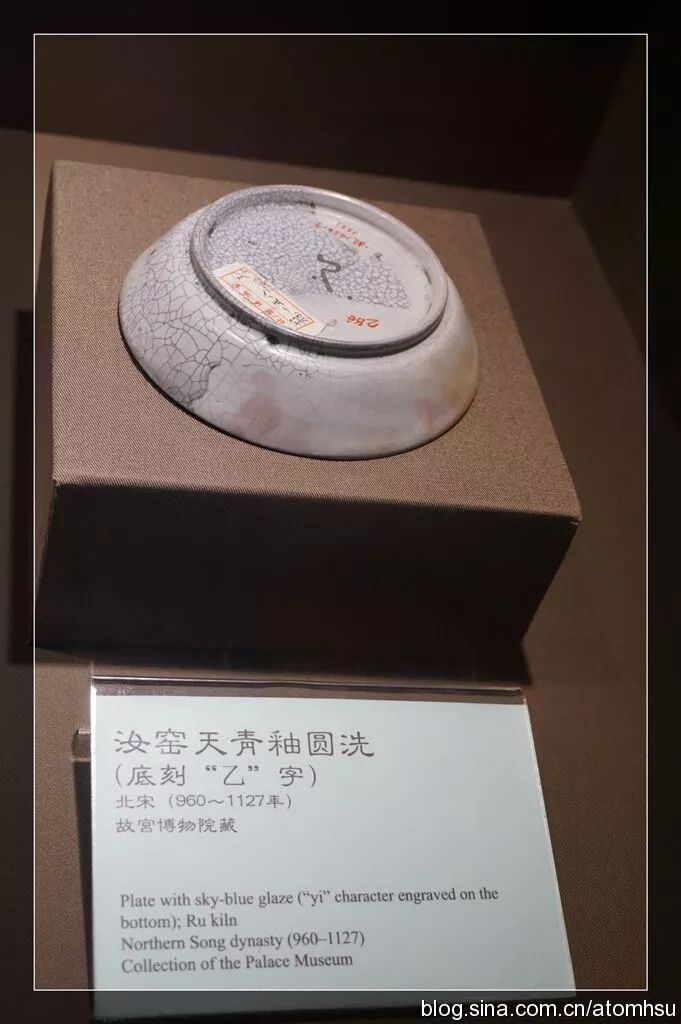 乙
256
汝窑天青釉圆洗
(底刻“乙”字)
北宋(960~1127年)
故宫博物院藏
Plate with sky-blue glaze (“yi” character engraved on the
bottom); Ru kiln
Northern Song dynasty (960–1127)
Collection of the Palace Museum
blog.sina.com.cn/atomhsu